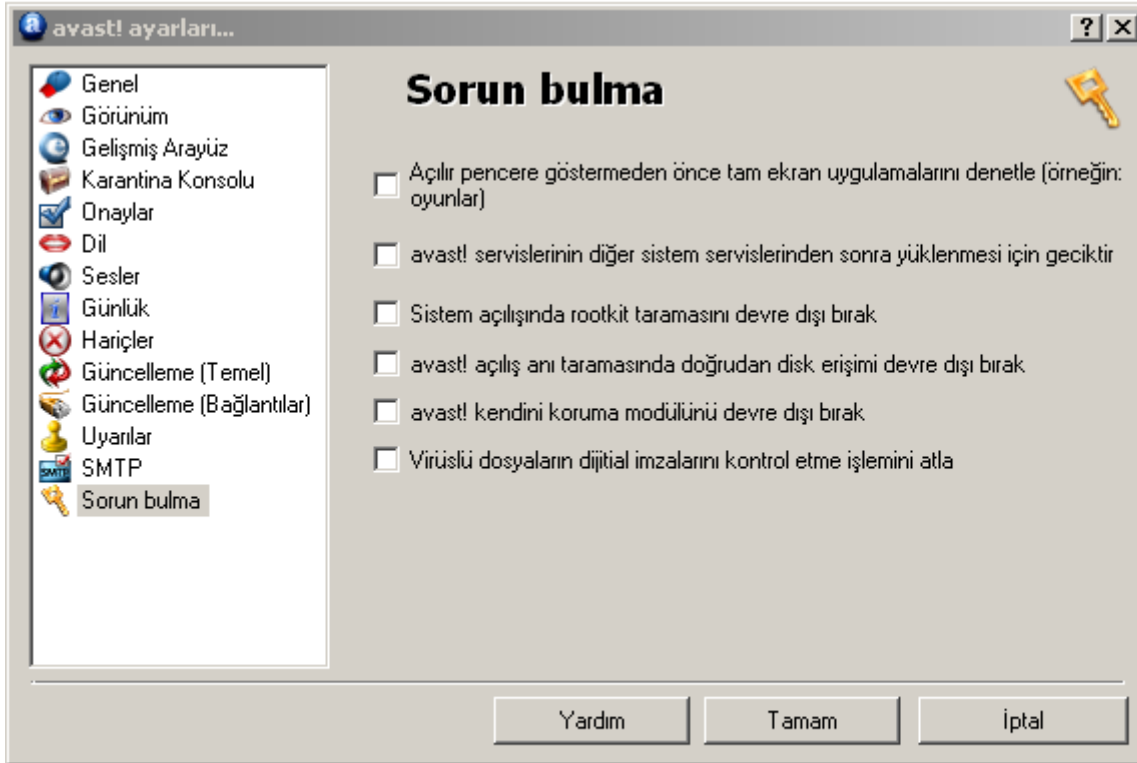 avast! ayarları...
Genel
Görünüm
Gelişmiş Arayüz
Karantina Konsolu
Onaylar
Dil
Sesler
Günlük
Hariçler
Güncelleme (Temel)
Güncelleme (Bağlantılar)
Uyarılar
SMTP
Sorun bulma
Sorun bulma
Açılır pencere göstermeden önce tam ekran uygulamalarını denetle (örneğin:
oyunlar)
avast! servislerinin diğer sistem servislerinden sonra yüklenmesi için geciktir
Sistem açılışında rootkit taramasını devre dışı bırak
avast! açılış anı taramasında doğrudan disk erişimi devre dışı bırak
avast! kendini koruma modülünü devre dışı bırak
Virüslü dosyaların dijitial imzalarını kontrol etme işlemini atla
Yardım
Tamam
İptal